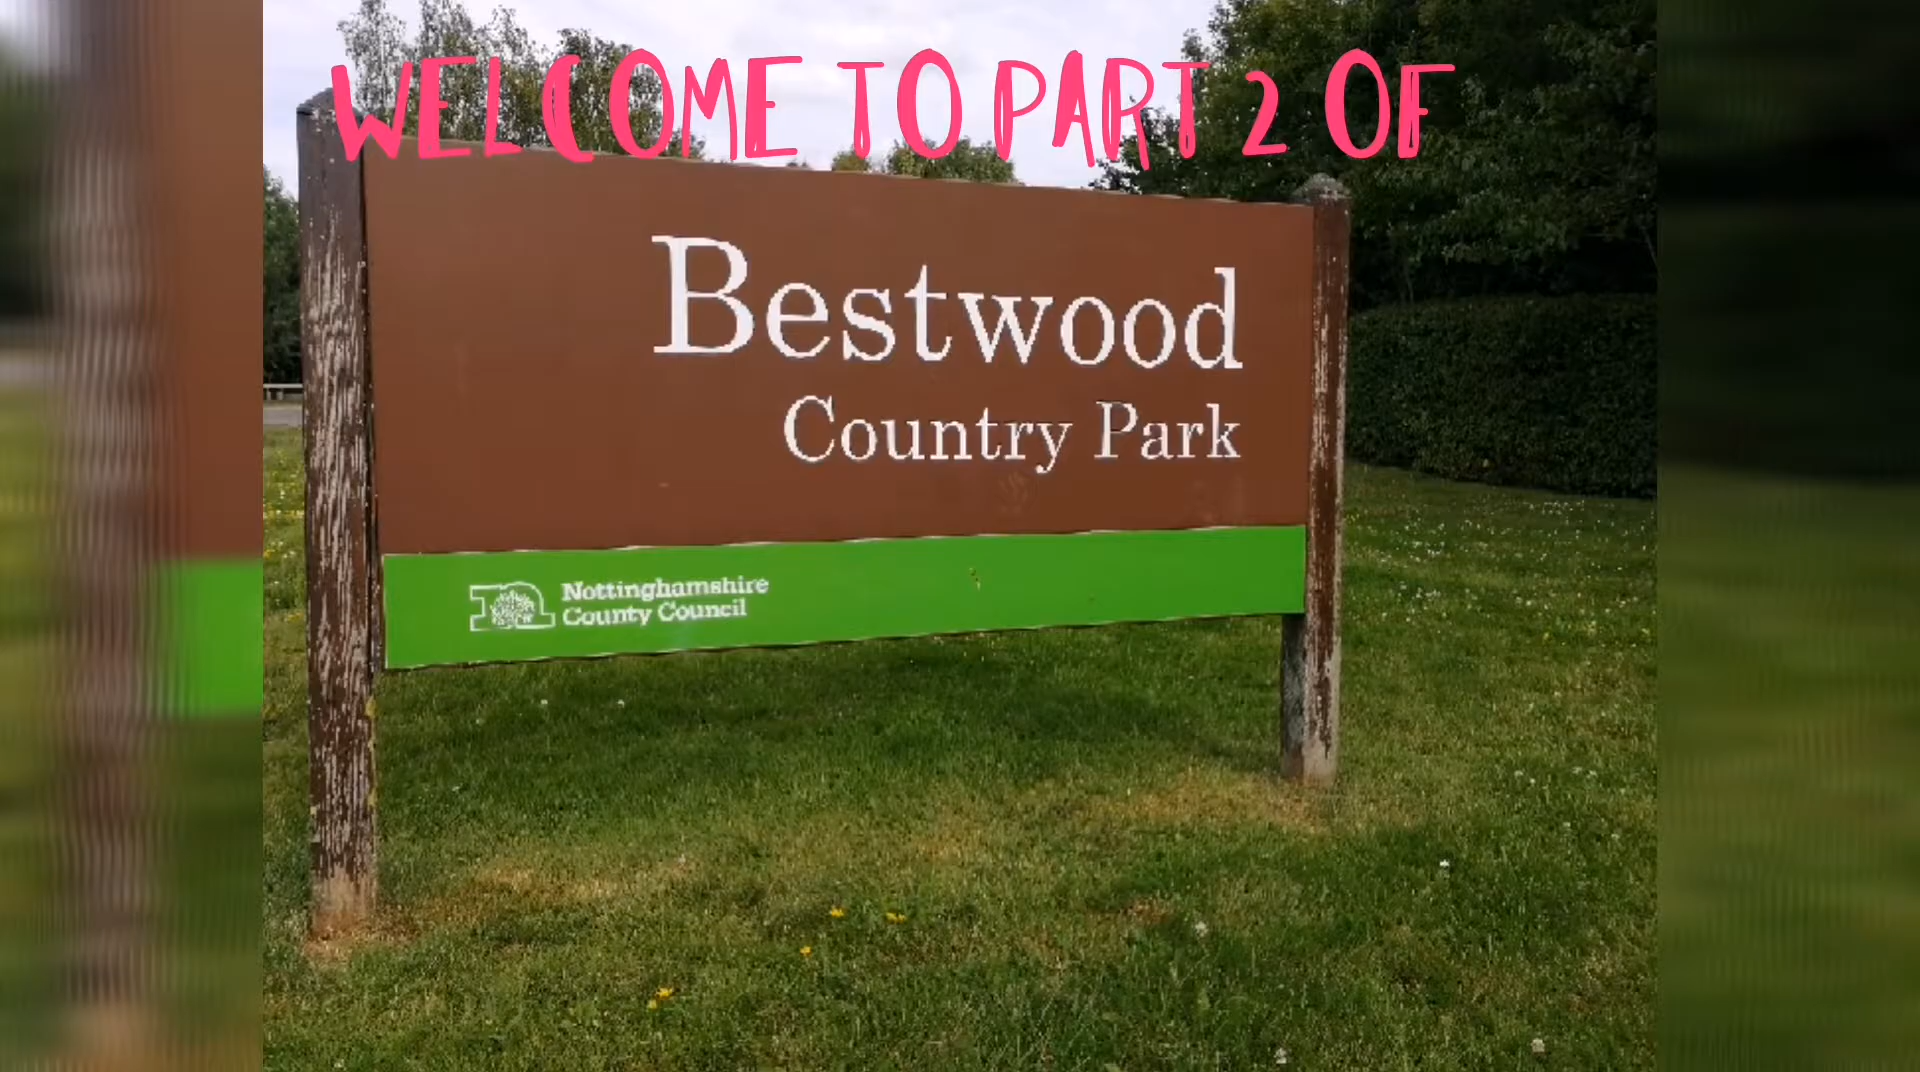 WELCOME TO PART 2 OF
Bestwood
Country Park
Nottinghamshire
County Council